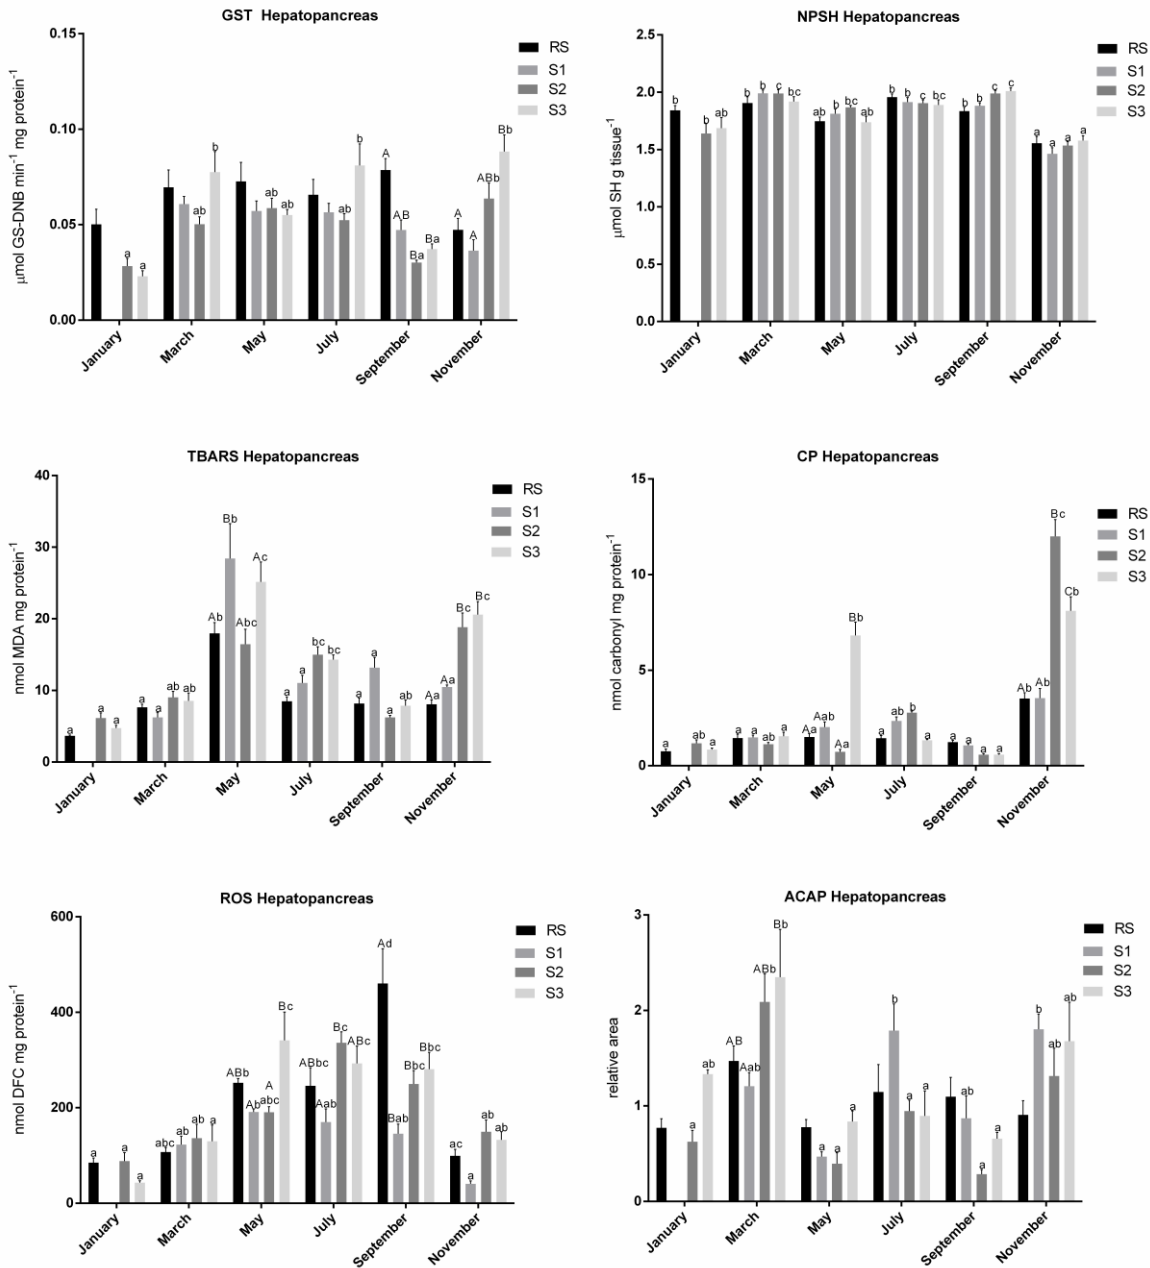 GST Hepatopancreas
μmol GS-DNB min-1 mg protein-1
0.15
0.10
0.05
0.00
RS
S1
S2
S3
a a
ab b
ab ab
ab b
A AB Ba Ba
A A ABb Bb
January March May July September November
NPSH Hepatopancreas
μmol SH g tissue-1
2.5
2.0
1.5
1.0
0.5
0.0
RS
S1
S2
S3
b b ab
b b c bc
ab ab bc ab
b b c bc
b b c c
a a a a
January March May July September November
TBARS Hepatopancreas
nmol MDA mg protein-1
40
30
20
10
0
RS
S1
S2
S3
a a a
a a ab ab
Ab Bb Abc Ac
a a bc bc
a a a ab
Aa Aa Bc Bc
January March May July September November
CP Hepatopancreas
nmol carbonyl mg protein-1
15
10
5
0
RS
S1
S2
S3
a ab a
a a ab a
Aa Aab Aa Bb
a ab b a
a a a a
Ab Ab Bc Cb
January March May July September November
ROS Hepatopancreas
nmol DFC mg protein-1
600
400
200
0
RS
S1
S2
S3
a a a
abc ab ab a
ABb Ab A abc Bc
ABbc Aab Bc ABc
Ad Bab Bbc Bbc
ac a ab ab
January March May July September November
ACAP Hepatopancreas
relative area
3
2
1
0
RS
S1
S2
S3
a ab
AB Aab ABb Bb
a a a
b a a
ab a a
b ab ab
January March May July September November